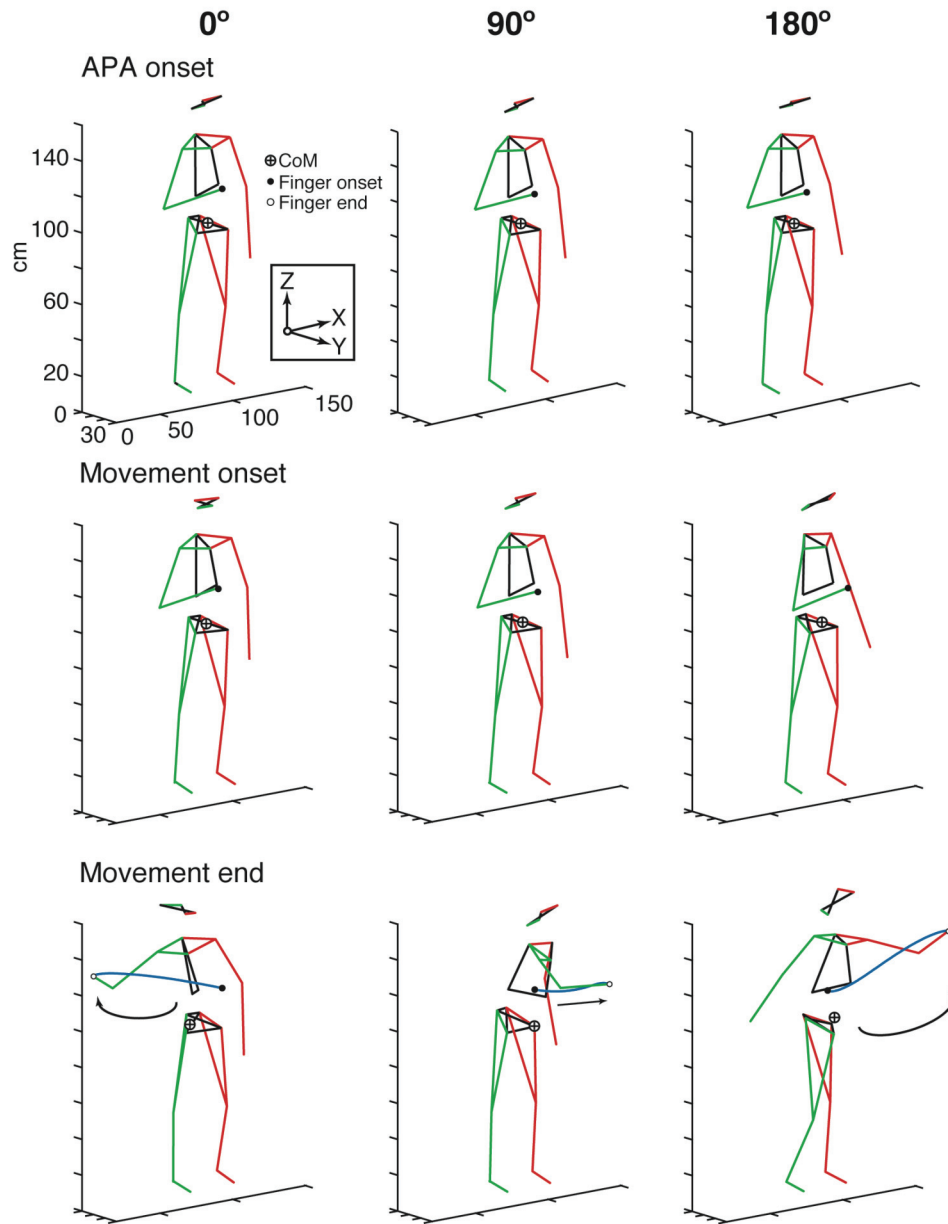 0º 90º 180º
APA onset
140
100
60
20
0
cm
CoM
Finger onset
Finger end
Z
X
Y
30 0 50 100 150
Movement onset
Movement end